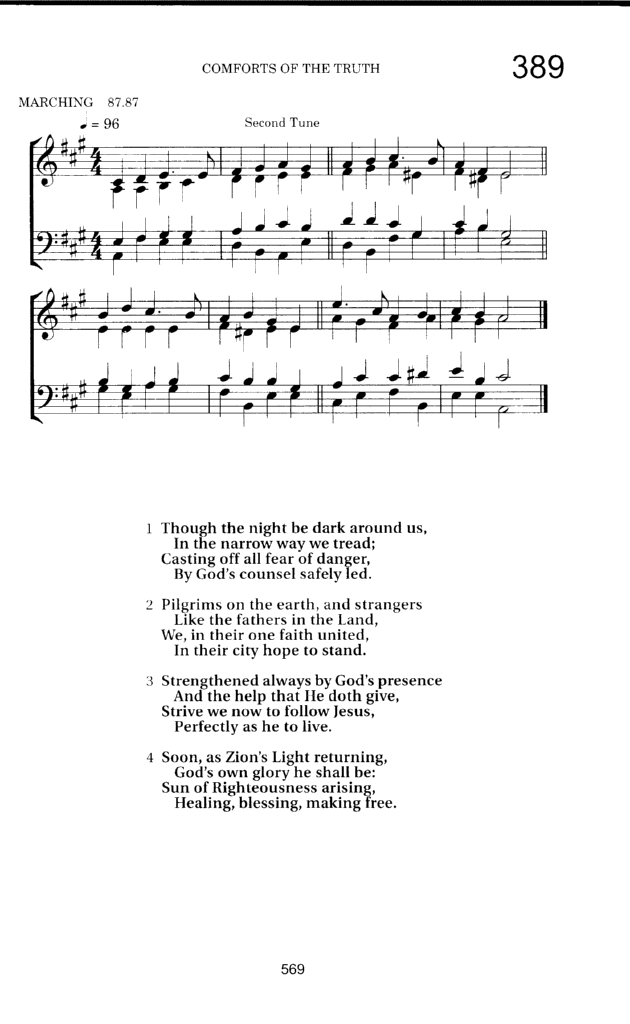 COMFORTS OF THE TRUTH
389
MARCHING 87.87
♩ = 96
Second Tune
4
4
4
4
1 Though the night be dark around us,
In the narrow way we tread;
Casting off all fear of danger,
By God's counsel safely led.
2 Pilgrims on the earth, and strangers
Like the fathers in the Land,
We, in their one faith united,
In their city hope to stand.
3 Strengthened always by God's presence
And the help that He doth give,
Strive we now to follow Jesus,
Perfectly as he to live.
4 Soon, as Zion's Light returning,
God's own glory he shall be:
Sun of Righteousness arising,
Healing, blessing, making free.
569